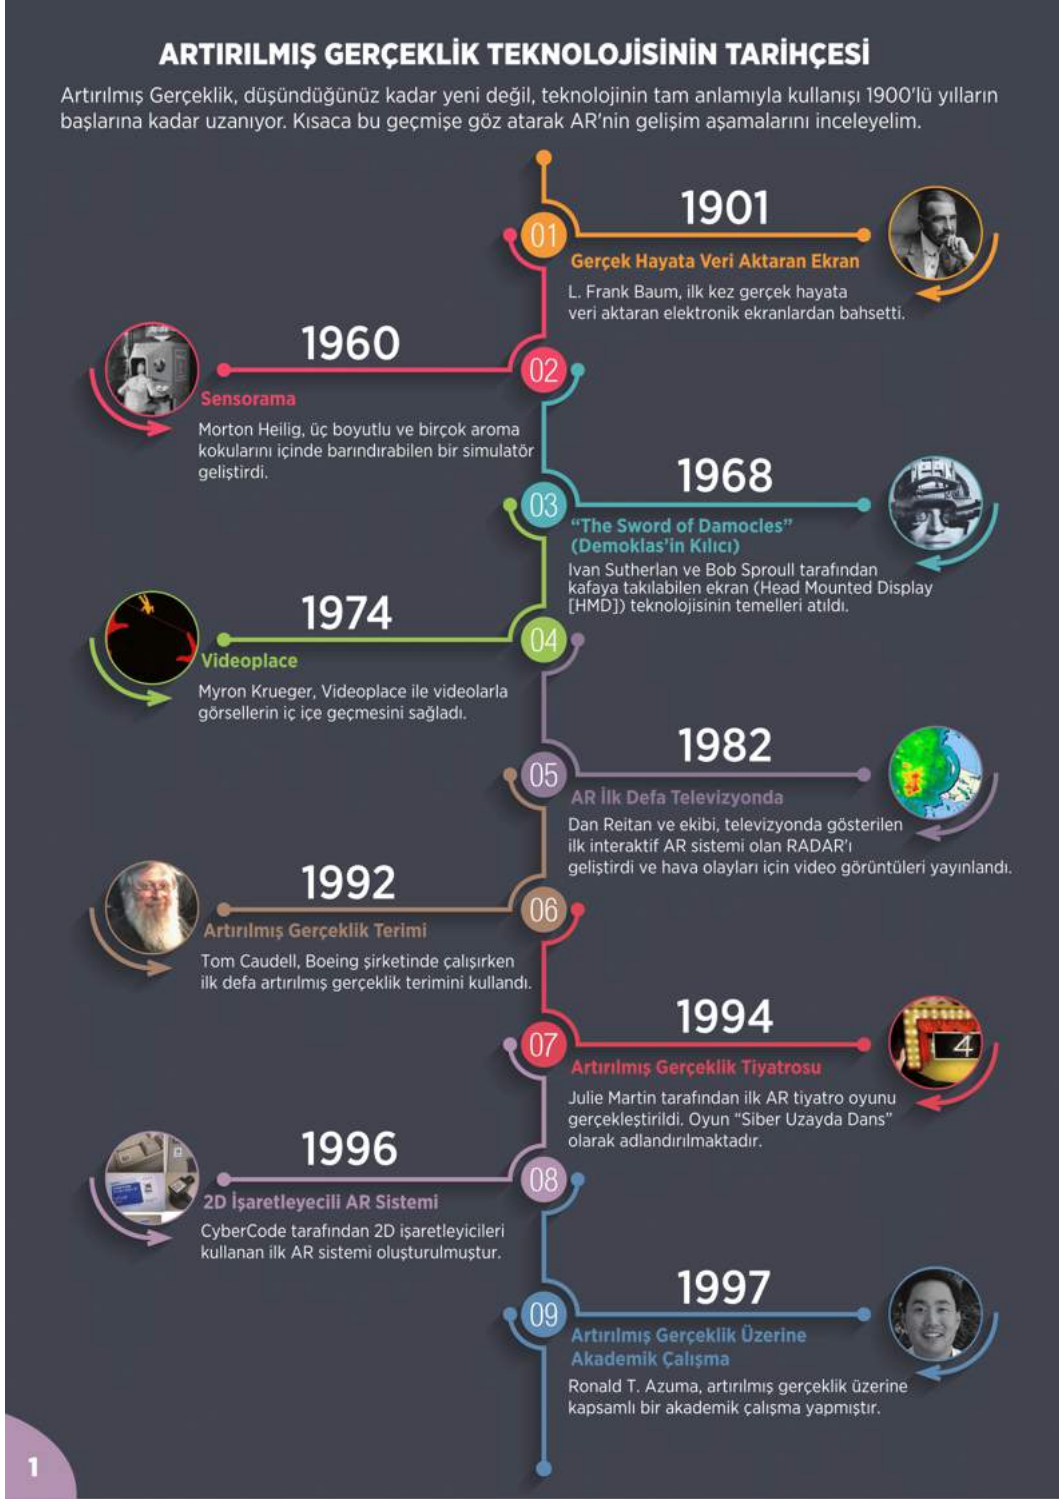 ARTIRILMIŞ GERÇEKLİK TEKNOLOJİSİNİN TARİHÇESİ
Artırılmış Gerçeklik, düşündüğünüz kadar yeni değil, teknolojinin tam anlamıyla kullanışı 1900'lü yılların
başlarına kadar uzanıyor. Kısaca bu geçmişe göz atarak AR'nin gelişim aşamalarını inceleyelim.
01
1901
Gerçek Hayata Veri Aktaran Ekran
L. Frank Baum, ilk kez gerçek hayata
veri aktaran elektronik ekranlardan bahsetti.
02
1960
Sensorama
Morton Heilig, üç boyutlu ve birçok aroma
kokularını içinde barındırabilen bir simulatör
geliştirdi.
03
1968
“The Sword of Damocles”
(Demoklas’in Kılıcı)
Ivan Sutherlan ve Bob Sproull tarafından
kafaya takılabilen ekran (Head Mounted Display
[HMD]) teknolojisinin temelleri atıldı.
04
1974
Videoplace
Myron Krueger, Videoplace ile videolarla
görsellerin iç içe geçmesini sağladı.
05
1982
AR İlk Defa Televizyonda
Dan Reitan ve ekibi, televizyonda gösterilen
ilk interaktif AR sistemi olan RADAR'ı
geliştirdi ve hava olayları için video görüntüleri yayınlandı.
06
1992
Artırılmış Gerçeklik Terimi
Tom Caudell, Boeing şirketinde çalışırken
ilk defa artırılmış gerçeklik terimini kullandı.
07
1994
4
Artırılmış Gerçeklik Tiyatrosu
Julie Martin tarafından ilk AR tiyatro oyunu
gerçekleştirildi. Oyun “Siber Uzayda Dans”
olarak adlandırılmaktadır.
08
1996
2D İşaretleyecili AR Sistemi
CyberCode tarafından 2D işaretleyicileri
kullanan ilk AR sistemi oluşturulmuştur.
09
1997
Artırılmış Gerçeklik Üzerine
Akademik Çalışma
Ronald T. Azuma, artırılmış gerçeklik üzerine
kapsamlı bir akademik çalışma yapmıştır.
1